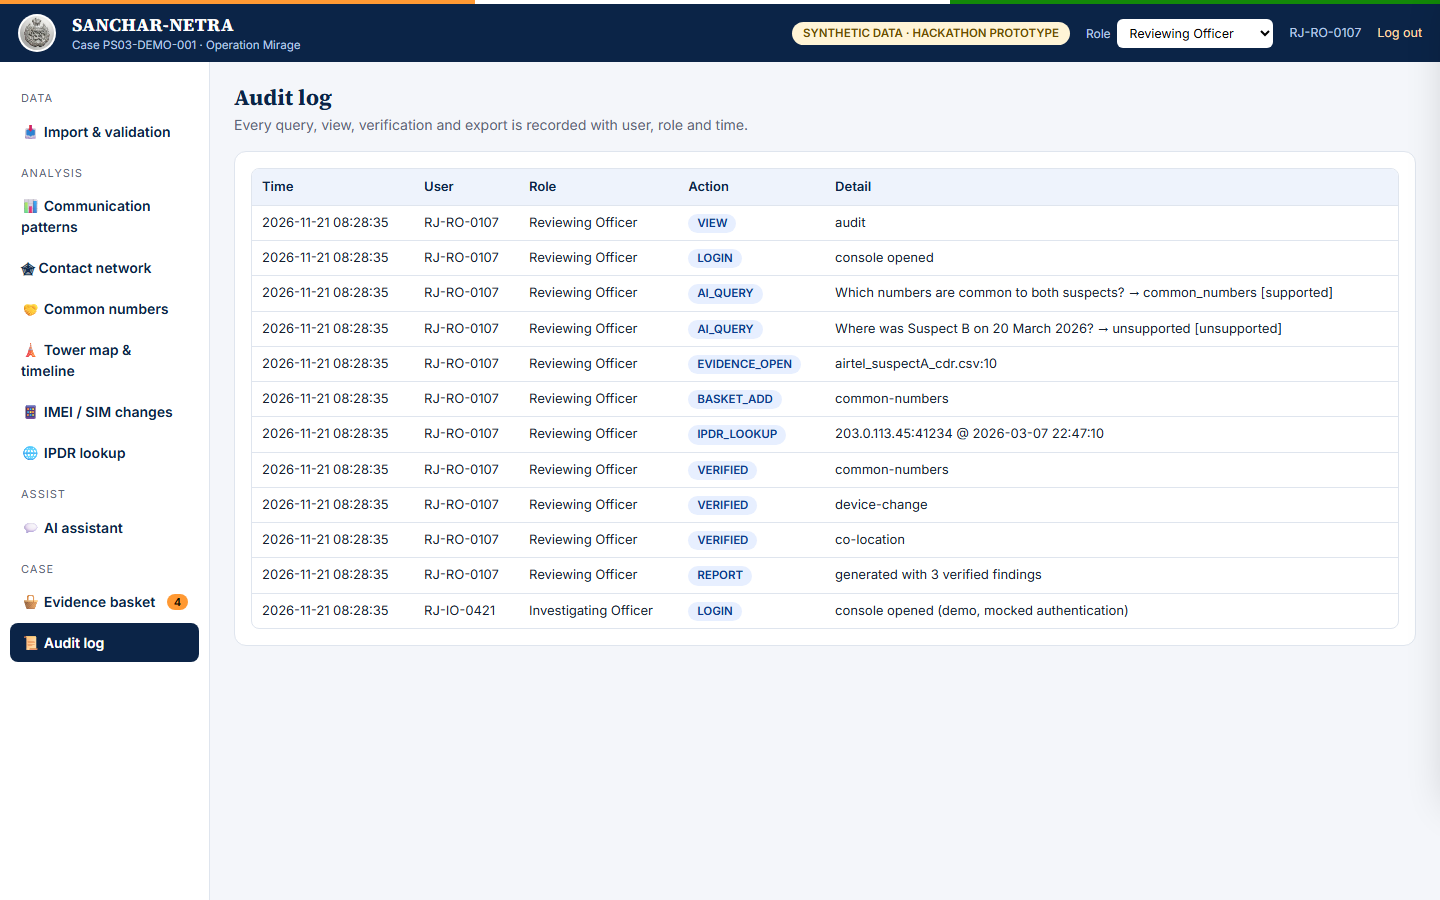 SANCHAR-NETRA
Case PS03-DEMO-001 · Operation Mirage
SYNTHETIC DATA · HACKATHON PROTOTYPE
Role
Reviewing Officer
RJ-RO-0107
Log out
DATA
Import & validation
ANALYSIS
Communication
patterns
Contact network
Common numbers
Tower map &
timeline
IMEI / SIM changes
IPDR lookup
ASSIST
AI assistant
CASE
Evidence basket 4
Audit log
Audit log
Every query, view, verification and export is recorded with user, role and time.
Time User Role Action Detail
2026-11-21 08:28:35 RJ-RO-0107 Reviewing Officer VIEW audit
2026-11-21 08:28:35 RJ-RO-0107 Reviewing Officer LOGIN console opened
2026-11-21 08:28:35 RJ-RO-0107 Reviewing Officer AI_QUERY Which numbers are common to both suspects? → common_numbers [supported]
2026-11-21 08:28:35 RJ-RO-0107 Reviewing Officer AI_QUERY Where was Suspect B on 20 March 2026? → unsupported [unsupported]
2026-11-21 08:28:35 RJ-RO-0107 Reviewing Officer EVIDENCE_OPEN airtel_suspectA_cdr.csv:10
2026-11-21 08:28:35 RJ-RO-0107 Reviewing Officer BASKET_ADD common-numbers
2026-11-21 08:28:35 RJ-RO-0107 Reviewing Officer IPDR_LOOKUP 203.0.113.45:41234 @ 2026-03-07 22:47:10
2026-11-21 08:28:35 RJ-RO-0107 Reviewing Officer VERIFIED common-numbers
2026-11-21 08:28:35 RJ-RO-0107 Reviewing Officer VERIFIED device-change
2026-11-21 08:28:35 RJ-RO-0107 Reviewing Officer VERIFIED co-location
2026-11-21 08:28:35 RJ-RO-0107 Reviewing Officer REPORT generated with 3 verified findings
2026-11-21 08:28:35 RJ-IO-0421 Investigating Officer LOGIN console opened (demo, mocked authentication)